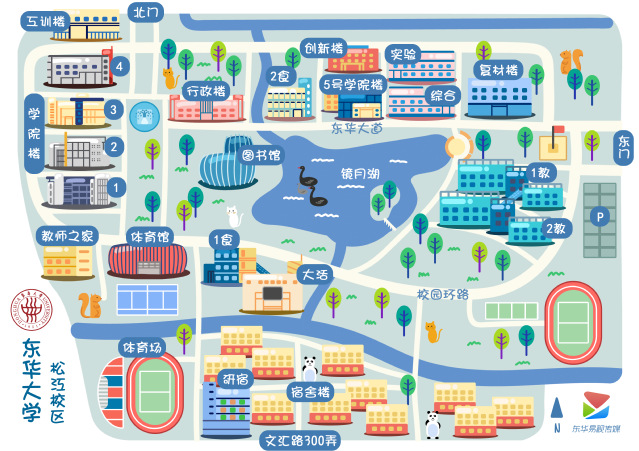 北门
互训楼
创新楼
实验
4
2食
5号学院楼
复材楼
行政楼
综合
3
学院楼
东华大道
东门
2
图书馆
镜月湖
1教
1
P
2教
教师之家
体育馆
1食
大活
校园环路
东华大学
松江校区
体育场
研宿
宿舍楼
N
东华易视传媒
文汇路300弄